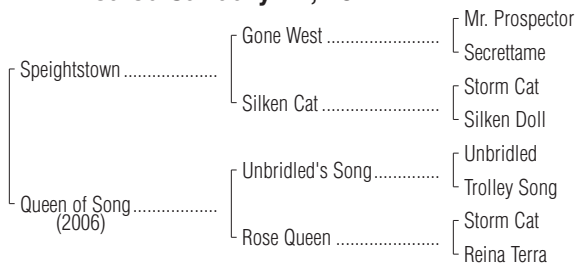 Mr. Prospector
Gone West
Secrettame
Speightstown
Storm Cat
Silken Cat
Silken Doll
Unbridled
Unbridled's Song
Trolley Song
Queen of Song
(2006)
Storm Cat
Rose Queen
Reina Terra